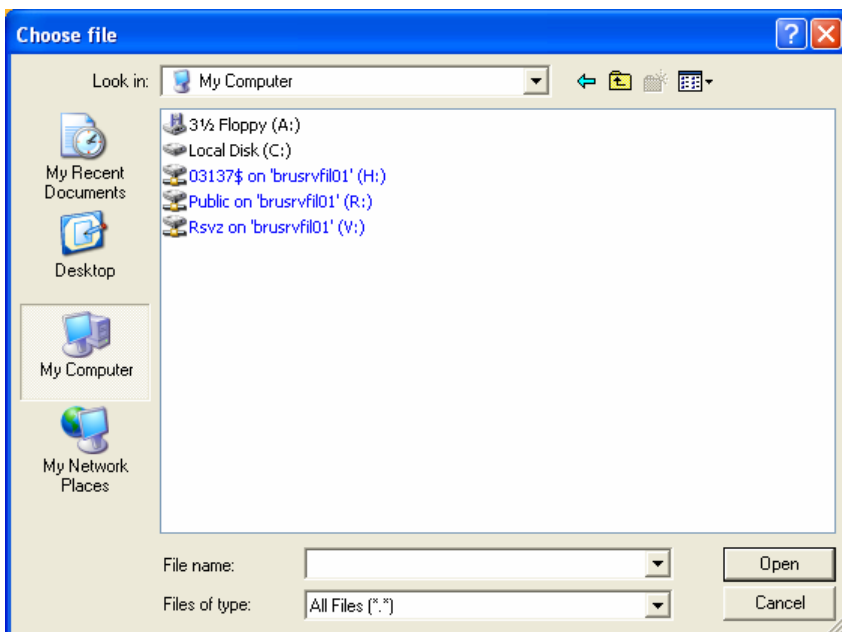 Choose file
Look in:
My Computer
3½ Floppy (A:)
Local Disk (C:)
03137$ on 'brusrvfil01' (H:)
Public on 'brusrvfil01' (R:)
Rsvz on 'brusrvfil01' (V:)
My Recent
Documents
Desktop
My Computer
My Network
Places
File name:
Open
Files of type:
All Files (*.*)
Cancel